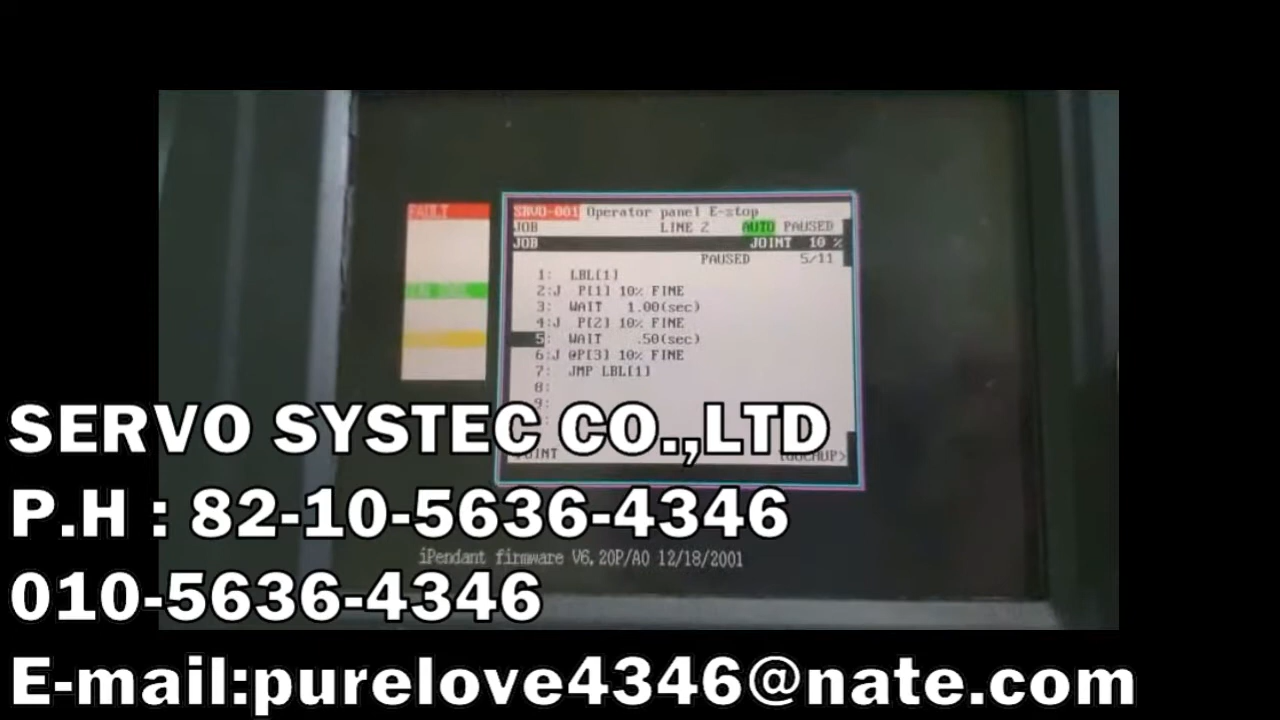 FAULT
SRVO-001 Operator panel E-stop
JOB LINE 2 AUTO PAUSED
JOB JOINT 10 %
PAUSED 5/11
1: LBL[1]
2:J P[1] 10% FINE
3: WAIT 1.00(sec)
4:J P[2] 10% FINE
5: WAIT .50(sec)
6:J @P[3] 10% FINE
7: JMP LBL[1]
8:
9:
SERVO SYSTEC CO.,LTD
P.H : 82-10-5636-4346
iPendant firmware V6.20P/A0 12/18/2001
010-5636-4346
E-mail:purelove4346@nate.com